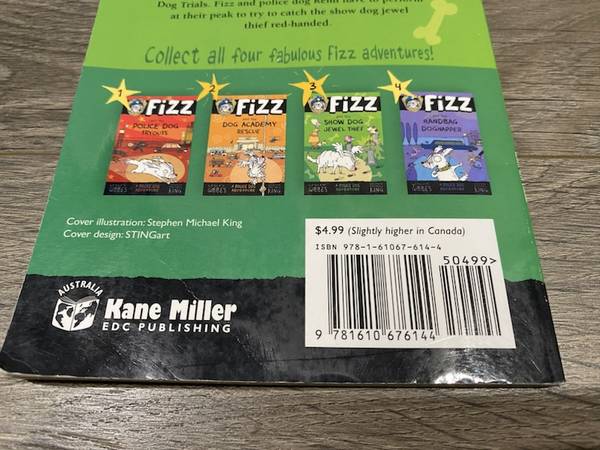 Dog Trials. Fizz and police dog Remi have to perform
at their peak to try to catch the show dog jewel
thief red-handed.
Collect all four fabulous Fizz adventures!
1
FIZZ
POLICE DOG
TRYOUTS
2
FIZZ
DOG ACADEMY
RESCUE
3
FIZZ
SHOW DOG
JEWEL THIEF
4
FIZZ
HANDBAG
DOGNAPPER
Cover illustration: Stephen Michael King
Cover design: STINGart
AUSTRALIA
Kane Miller
EDC PUBLISHING
$4.99 (Slightly higher in Canada)
ISBN 978-1-61067-614-4
50499>
9 781610 676144